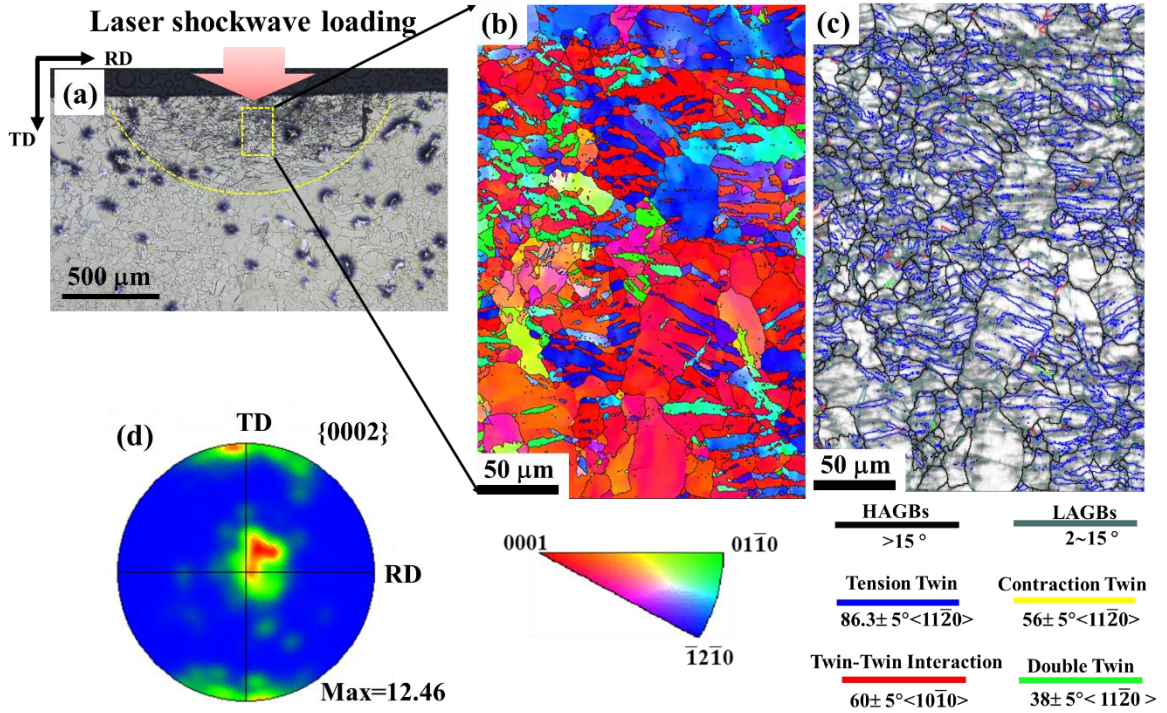 Laser shockwave loading
RD
TD
(a)
500 μm
(b)
50 μm
(c)
50 μm
(d)
TD
{0002}
RD
Max=12.46
0001
011̅0
1̅21̅0
HAGBs
>15 °
LAGBs
2~15 °
Tension Twin
86.3± 5°<112̅0>
Contraction Twin
56± 5°<112̅0>
Twin-Twin Interaction
60± 5°<101̅0>
Double Twin
38± 5°< 112̅0 >